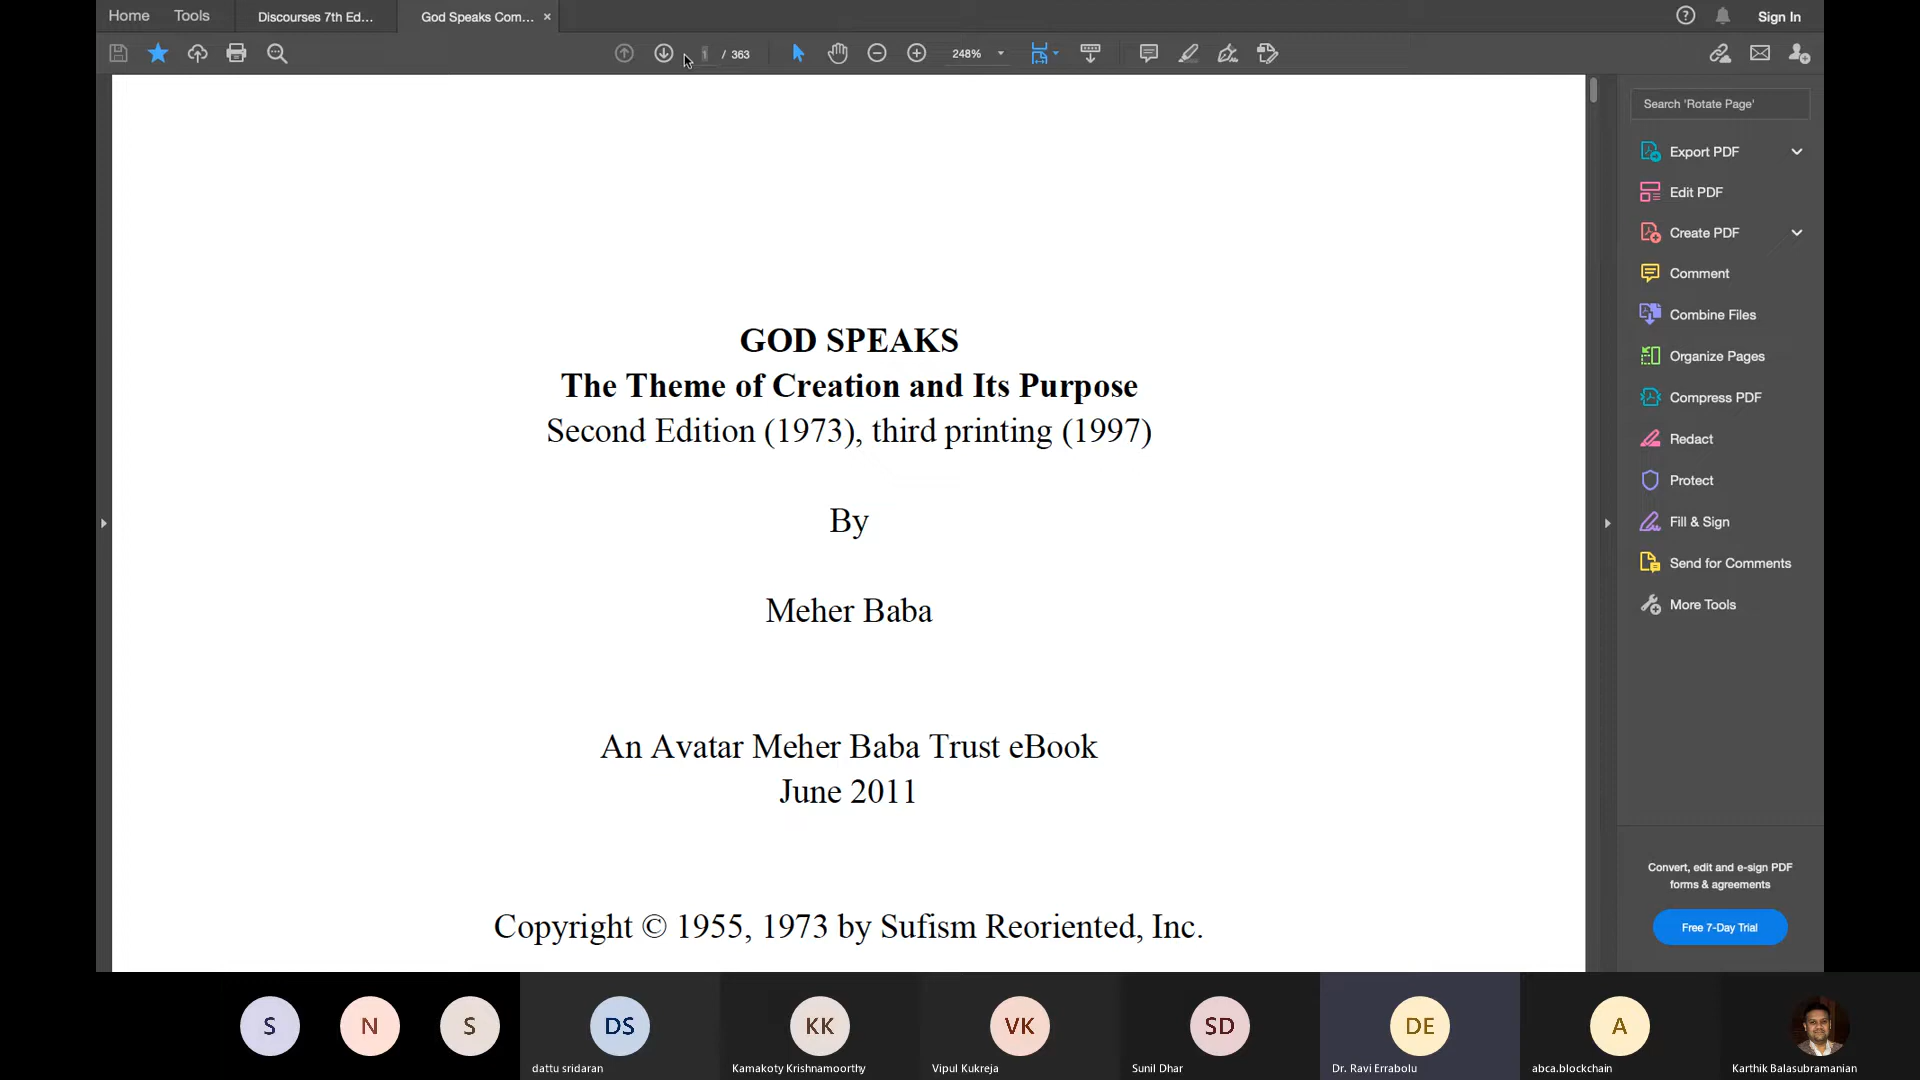 Home Tools Discourses 7th Ed... God Speaks Com... × Sign In
1 / 363 248%
Search 'Rotate Page'
Export PDF
Edit PDF
Create PDF
Comment
Combine Files
Organize Pages
Compress PDF
Redact
Protect
Fill & Sign
Send for Comments
More Tools
GOD SPEAKS
The Theme of Creation and Its Purpose
Second Edition (1973), third printing (1997)
By
Meher Baba
An Avatar Meher Baba Trust eBook
June 2011
Copyright © 1955, 1973 by Sufism Reoriented, Inc.
Convert, edit and e-sign PDF
forms & agreements
Free 7-Day Trial
S N S DS KK VK SD DE A
dattu sridaran Kamakoty Krishnamoorthy Vipul Kukreja Sunil Dhar Dr. Ravi Errabolu abca.blockchain Karthik Balasubramanian